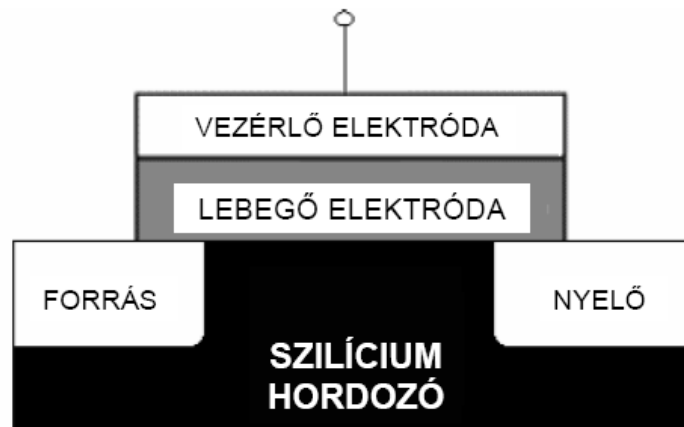 VEZÉRLŐ ELEKTRÓDA
LEBEGŐ ELEKTRÓDA
FORRÁS
NYELŐ
SZILÍCIUM
HORDOZÓ